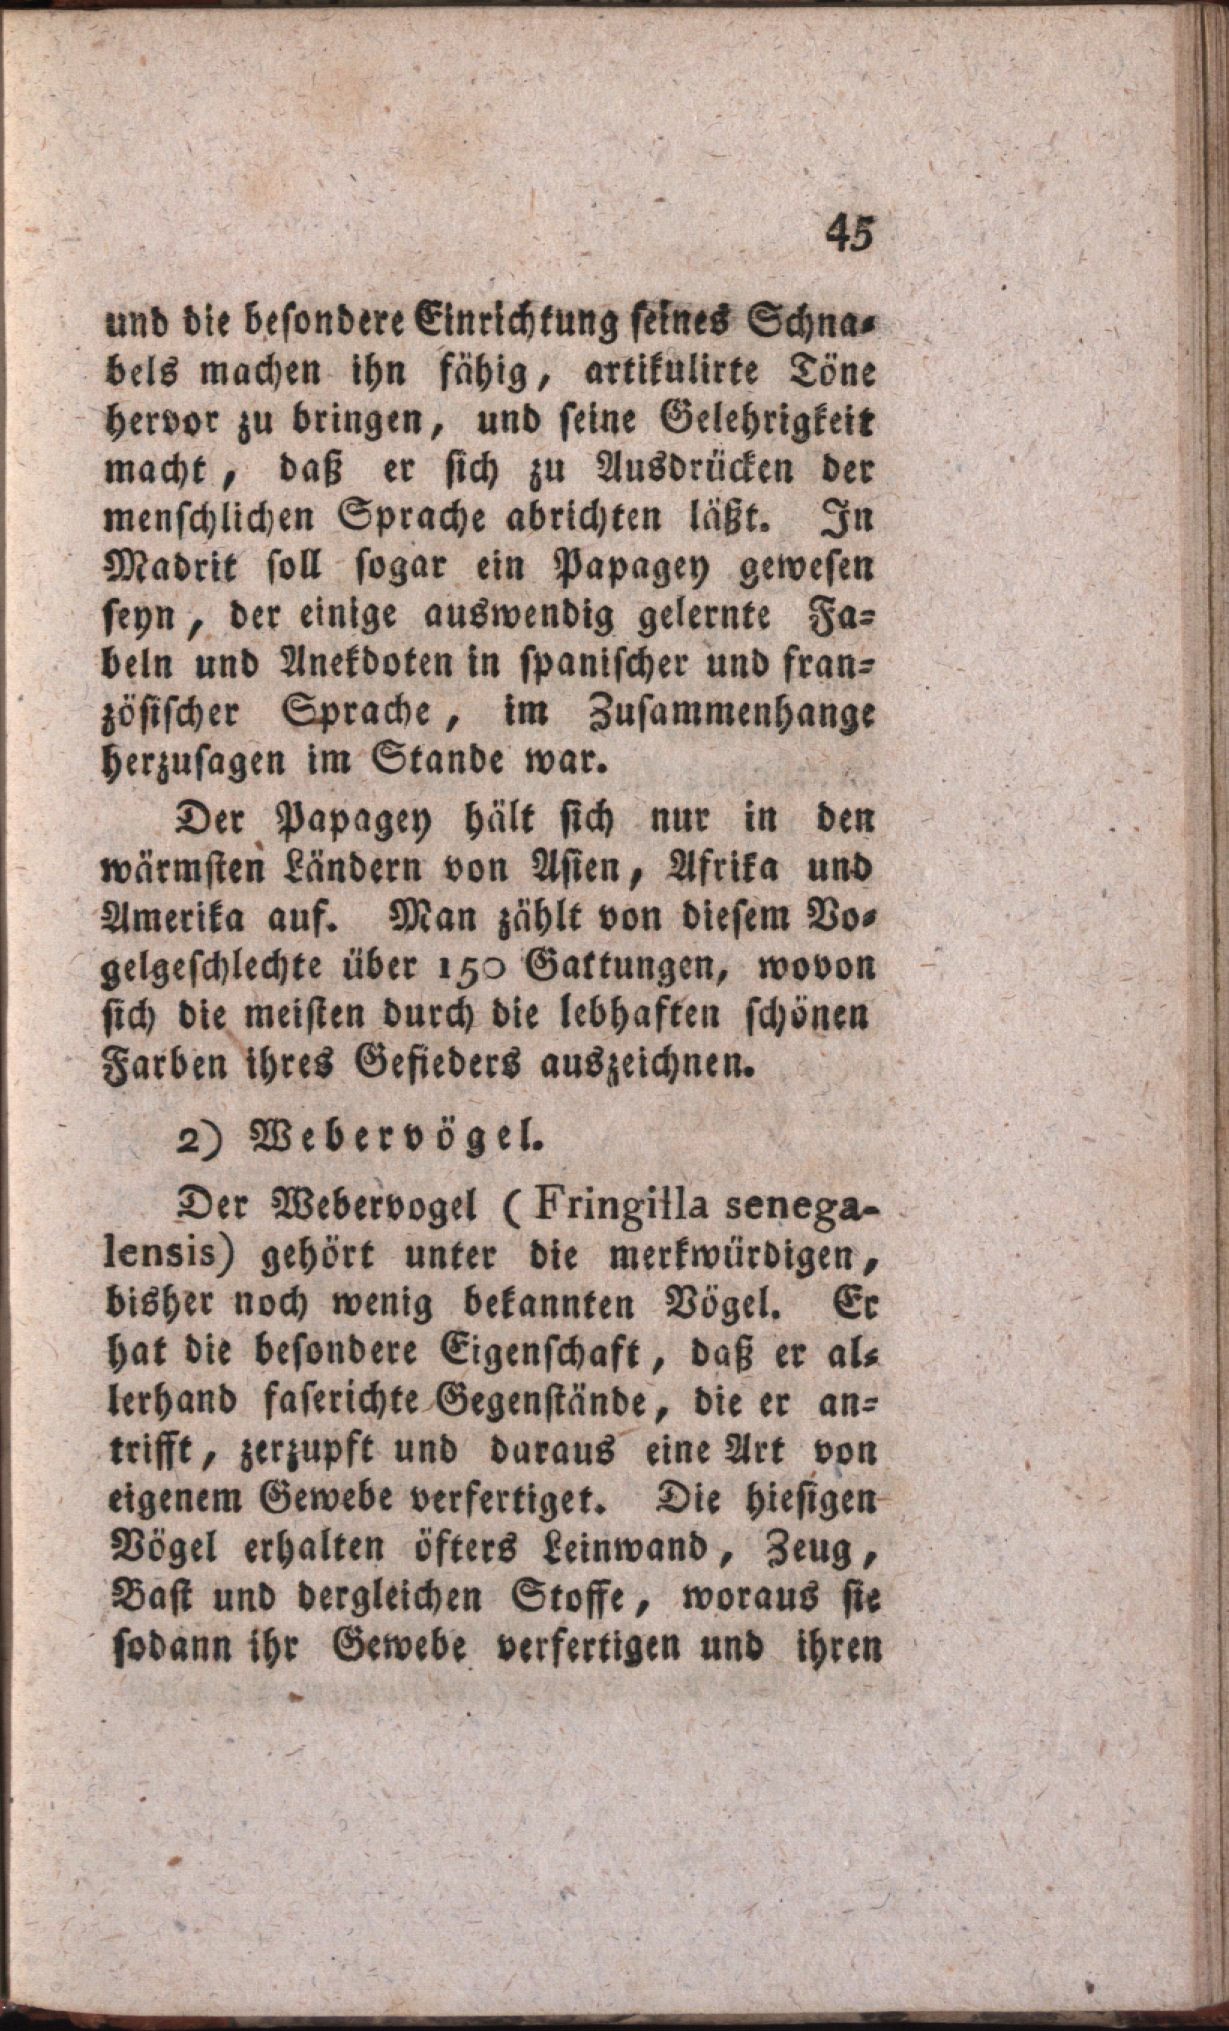 45
und die besondere Einrichtung seines Schna-
bels machen ihn fähig, artikulirte Töne
hervor zu bringen, und seine Gelehrigkeit
macht, daß er sich zu Ausdrücken der
menschlichen Sprache abrichten läßt. In
Madrit soll sogar ein Papagey gewesen
seyn, der einige auswendig gelernte Fa-
beln und Anekdoten in spanischer und fran-
zösischer Sprache, im Zusammenhange
herzusagen im Stande war.
Der Papagey hält sich nur in den
wärmsten Ländern von Asien, Afrika und
Amerika auf. Man zählt von diesem Vo-
gelgeschlechte über 150 Gattungen, wovon
sich die meisten durch die lebhaften schönen
Farben ihres Gefieders auszeichnen.
2) Webervögel.
Der Webervogel (Fringilla senega-
lensis) gehört unter die merkwürdigen,
bisher noch wenig bekannten Vögel. Er
hat die besondere Eigenschaft, daß er al-
lerhand faserichte Gegenstände, die er an-
trifft, zerzupft und daraus eine Art von
eigenem Gewebe verfertiget. Die hiesigen
Vögel erhalten öfters Leinwand, Zeug,
Bast und dergleichen Stoffe, woraus sie
sodann ihr Gewebe verfertigen und ihren